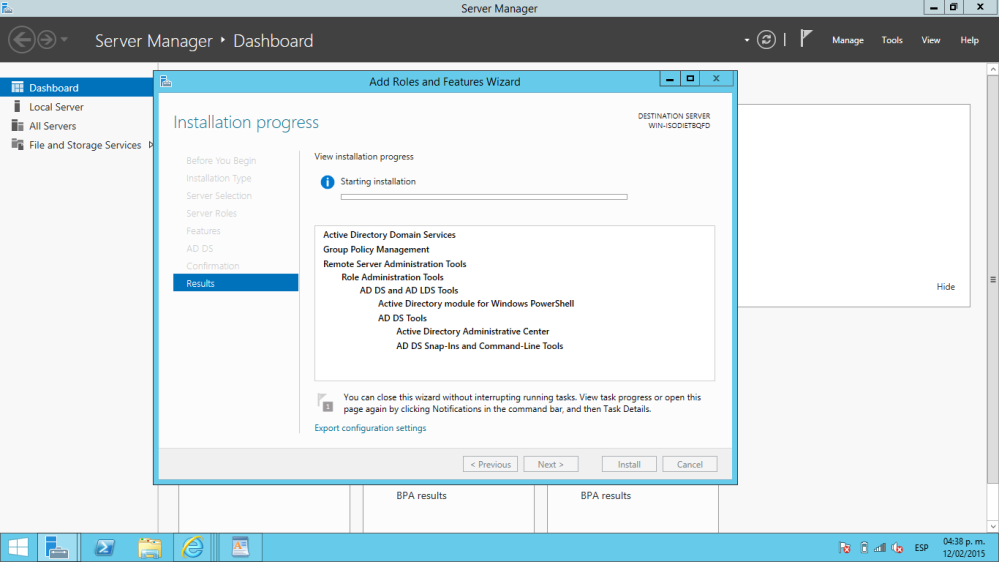 Server Manager
Server Manager • Dashboard
Manage Tools View Help
Dashboard
Local Server
All Servers
File and Storage Services
Add Roles and Features Wizard
Installation progress
DESTINATION SERVER
WIN-ISODIETBQFD
Before You Begin
Installation Type
Server Selection
Server Roles
Features
AD DS
Confirmation
Results
View installation progress
Starting installation
Active Directory Domain Services
Group Policy Management
Remote Server Administration Tools
Role Administration Tools
AD DS and AD LDS Tools
Active Directory module for Windows PowerShell
AD DS Tools
Active Directory Administrative Center
AD DS Snap-Ins and Command-Line Tools
1
You can close this wizard without interrupting running tasks. View task progress or open this
page again by clicking Notifications in the command bar, and then Task Details.
Export configuration settings
< Previous Next > Install Cancel
Hide
BPA results BPA results
ESP
04:38 p. m.
12/02/2015